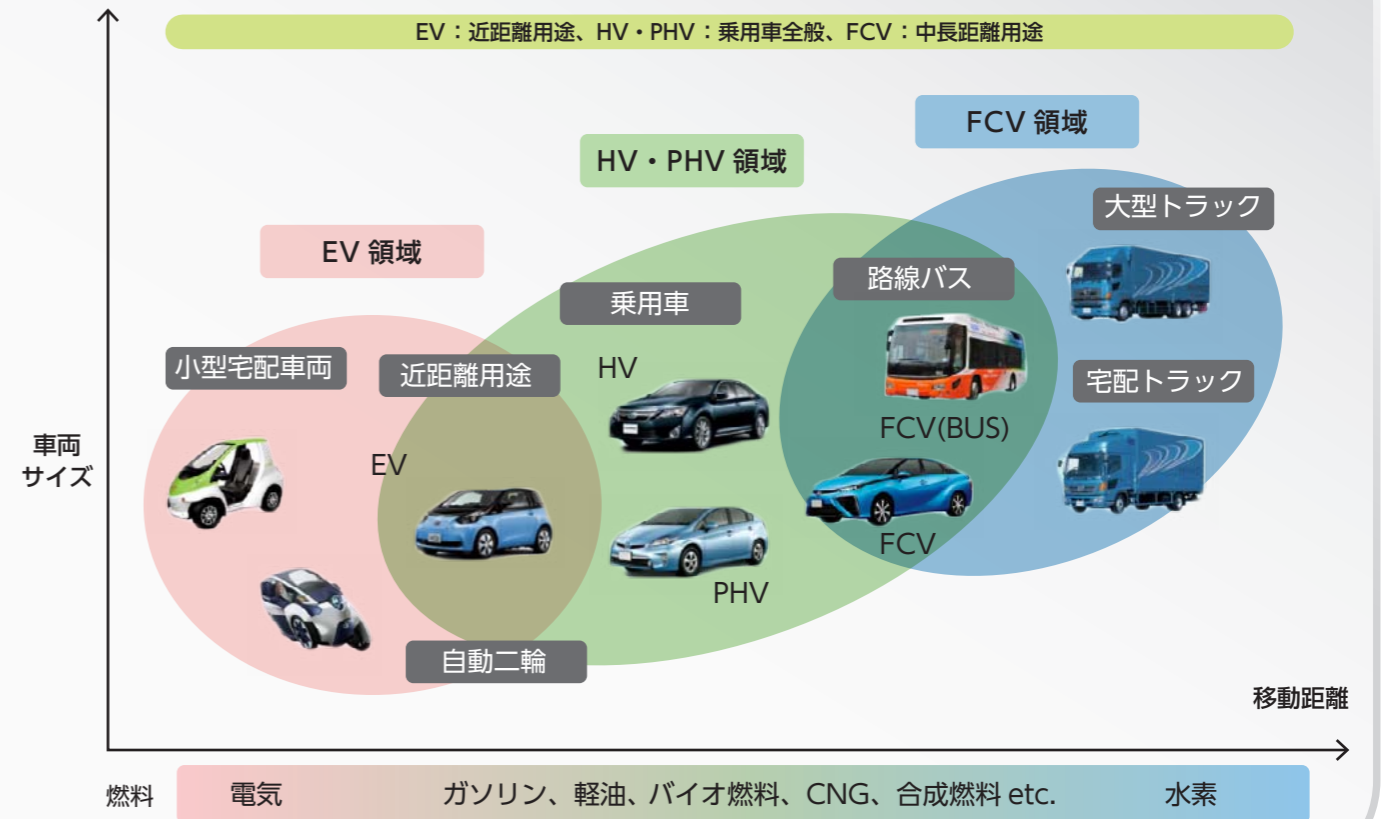 EV：近距離用途、HV・PHV：乗用車全般、FCV：中長距離用途
FCV 領域
HV・PHV 領域
EV 領域
大型トラック
路線バス
乗用車
小型宅配車両
近距離用途
HV
宅配トラック
FCV(BUS)
EV
車両
サイズ
FCV
PHV
自動二輪
移動距離
燃料
電気
ガソリン、軽油、バイオ燃料、CNG、合成燃料 etc.
水素